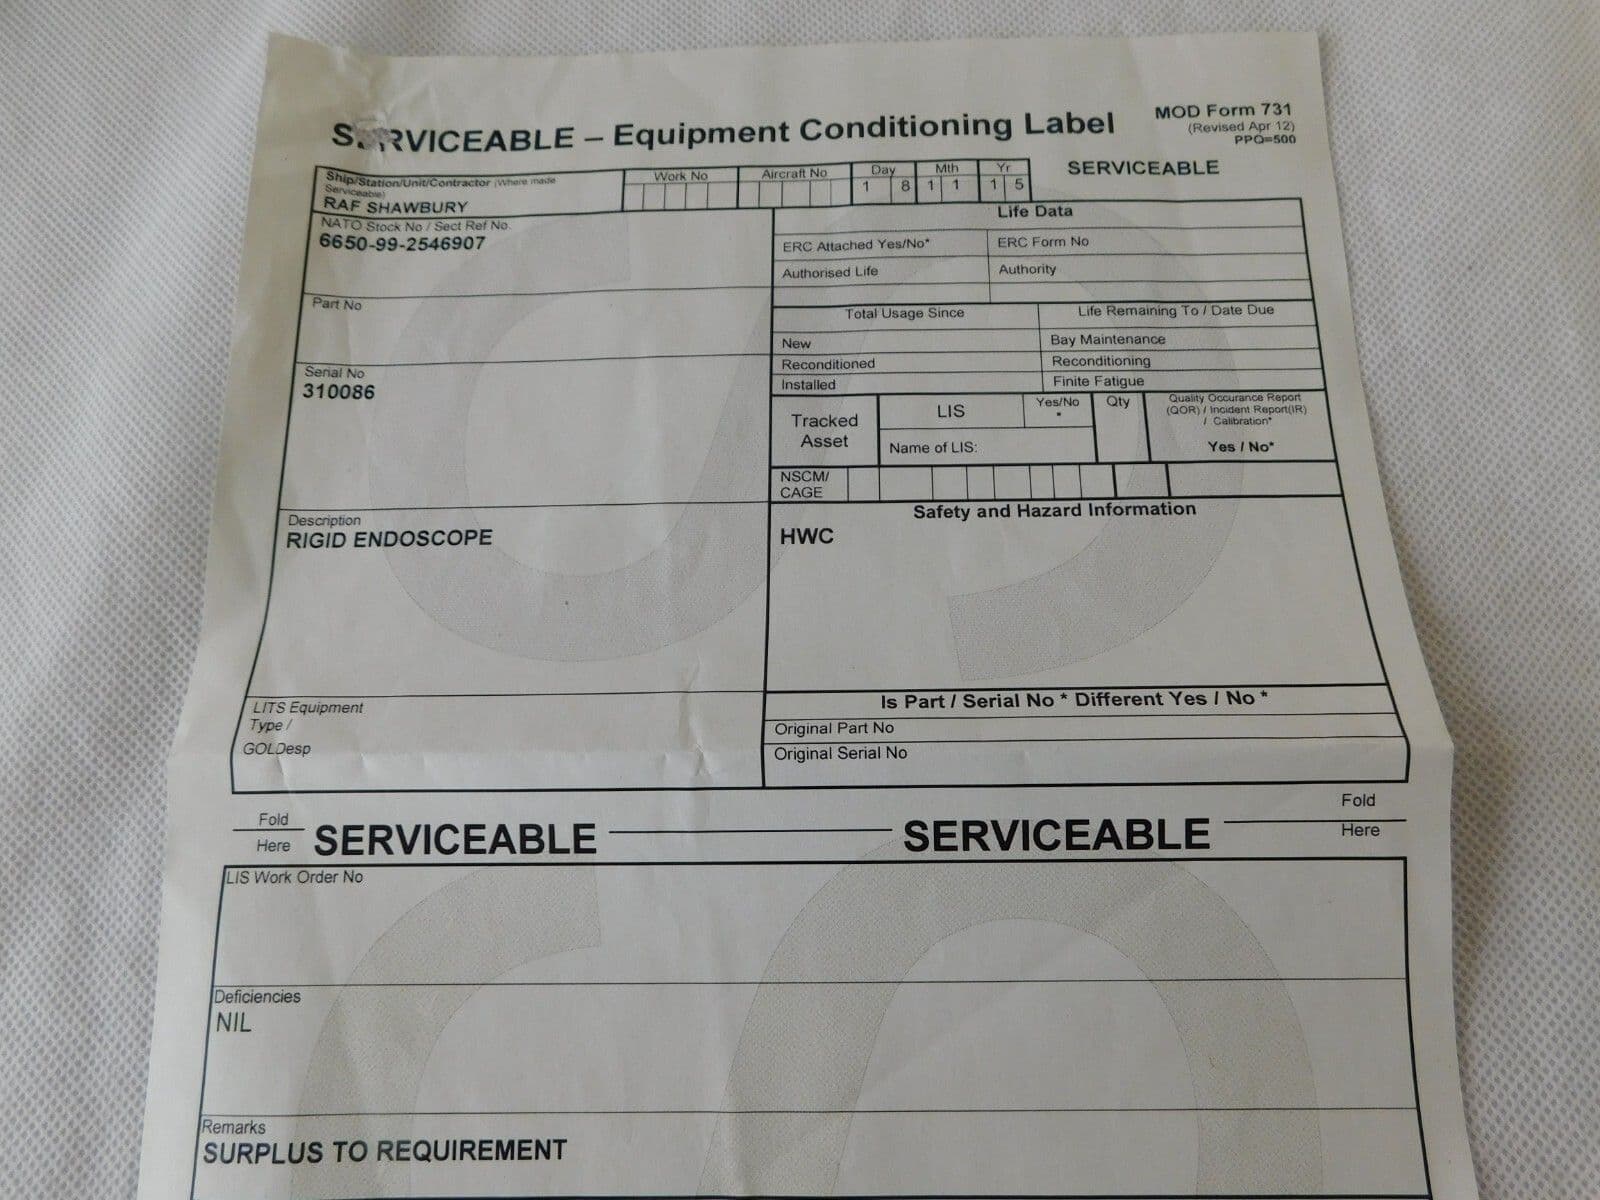 SERVICEABLE – Equipment Conditioning Label
MOD Form 731
(Revised Apr 12)
PPQ=500
SERVICEABLE
Ship/Station/Unit/Contractor (Where made
Serviceable)
RAF SHAWBURY
Work No
Aircraft No
Day
1 8
Mth
1 1
Yr
1 5
NATO Stock No / Sect Ref No.
6650-99-2546907
Part No
Serial No
310086
Description
RIGID ENDOSCOPE
LITS Equipment
Type /
GOLDesp
Life Data
ERC Attached Yes/No*
ERC Form No
Authorised Life
Authority
Total Usage Since
Life Remaining To / Date Due
New
Bay Maintenance
Reconditioned
Reconditioning
Installed
Finite Fatigue
Tracked
Asset
LIS
Yes/No
*
Name of LIS:
Qty
Quality Occurance Report
(QOR) / Incident Report(IR)
/ Calibration*
Yes / No*
NSCM/
CAGE
Safety and Hazard Information
HWC
Is Part / Serial No * Different Yes / No *
Original Part No
Original Serial No
Fold
Here
SERVICEABLE
SERVICEABLE
Fold
Here
LIS Work Order No
Deficiencies
NIL
Remarks
SURPLUS TO REQUIREMENT